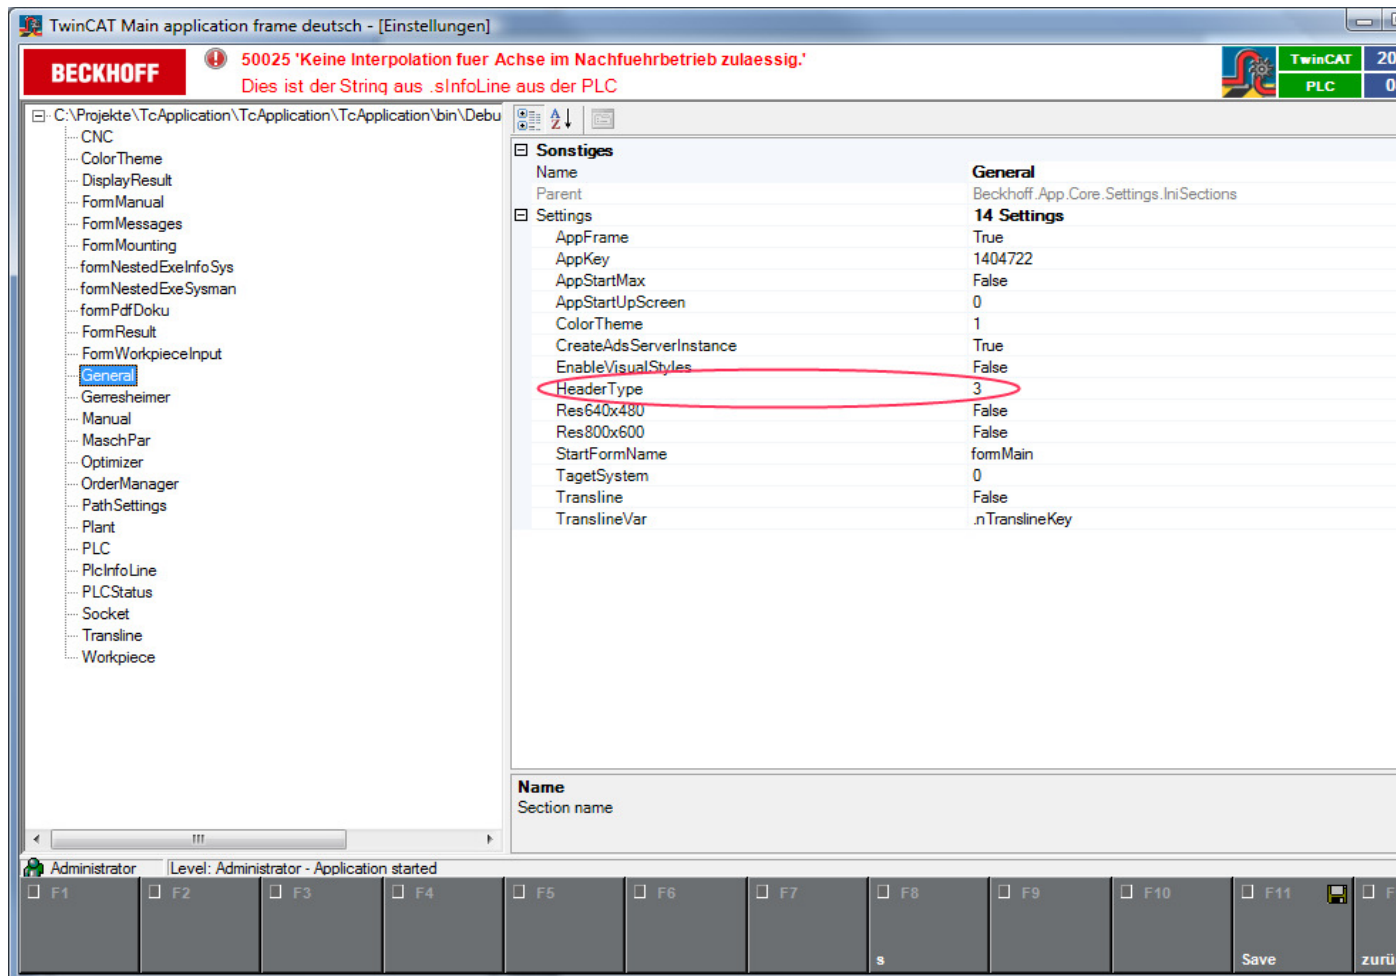 TwinCAT Main application frame deutsch - [Einstellungen]
BECKHOFF
50025 'Keine Interpolation fuer Achse im Nachfuehrbetrieb zulaessig.'
Dies ist der String aus .sInfoLine aus der PLC
TwinCAT 20
PLC 0
C:\Projekte\TcApplication\TcApplication\TcApplication\bin\Debu
CNC
ColorTheme
DisplayResult
FormManual
FormMessages
FormMounting
formNestedExeInfoSys
formNestedExeSysman
formPdfDoku
FormResult
FormWorkpieceInput
General
Gerresheimer
Manual
MaschPar
Optimizer
OrderManager
PathSettings
Plant
PLC
PlcInfoLine
PLCStatus
Socket
Transline
Workpiece
Sonstiges
Name General
Parent Beckhoff.App.Core.Settings.IniSections
Settings 14 Settings
AppFrame True
AppKey 1404722
AppStartMax False
AppStartUpScreen 0
ColorTheme 1
CreateAdsServerInstance True
EnableVisualStyles False
HeaderType 3
Res640x480 False
Res800x600 False
StartFormName formMain
TagetSystem 0
Transline False
TranslineVar .nTranslineKey
Name
Section name
Administrator Level: Administrator - Application started
F1 F2 F3 F4 F5 F6 F7 F8 F9 F10 F11 F
s Save zurü